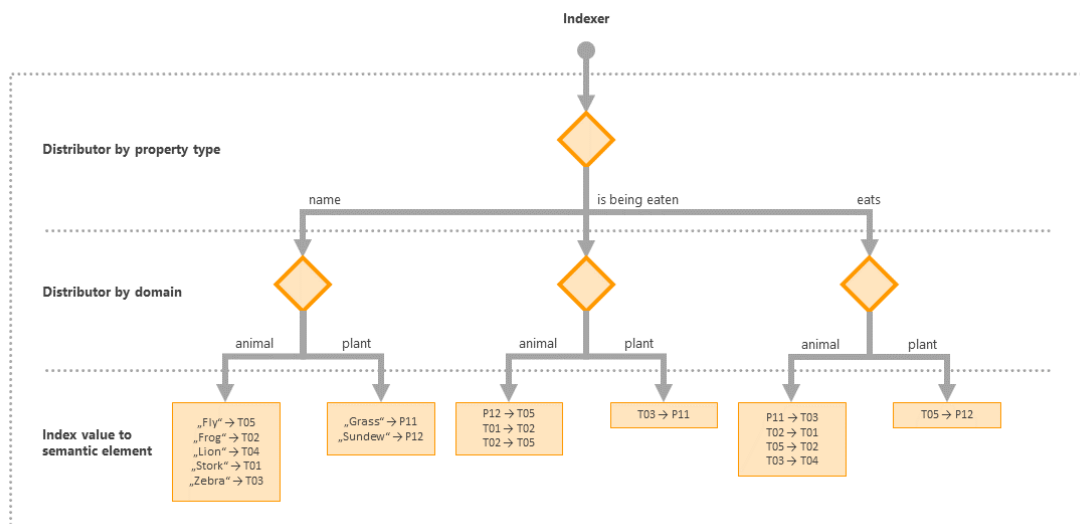 Indexer
Distributor by property type
name
is being eaten
eats
Distributor by domain
animal
plant
animal
plant
animal
plant
Index value to
semantic element
„Fly“ → T05
„Frog“ → T02
„Lion“ → T04
„Stork“ → T01
„Zebra“ → T03
„Grass“ → P11
„Sundew“ → P12
P12 → T05
T01 → T02
T02 → T05
T03 → P11
P11 → T03
T02 → T01
T05 → T02
T03 → T04
T05 → P12